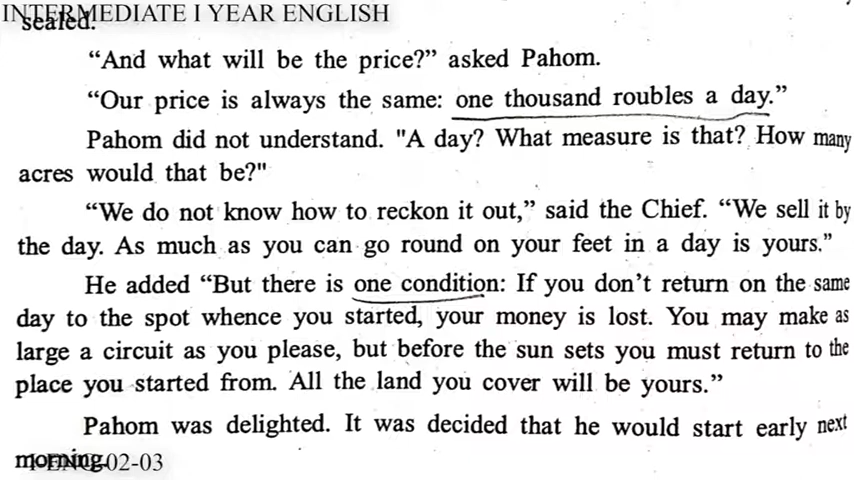 INTERMEDIATE I YEAR ENGLISH
sealed.
“And what will be the price?” asked Pahom.
“Our price is always the same: one thousand roubles a day.”
Pahom did not understand. "A day? What measure is that? How many
acres would that be?"
“We do not know how to reckon it out,” said the Chief. “We sell it by
the day. As much as you can go round on your feet in a day is yours.”
He added “But there is one condition: If you don’t return on the same
day to the spot whence you started, your money is lost. You may make as
large a circuit as you please, but before the sun sets you must return to the
place you started from. All the land you cover will be yours.”
Pahom was delighted. It was decided that he would start early next
morning.
I-ENG-02-03